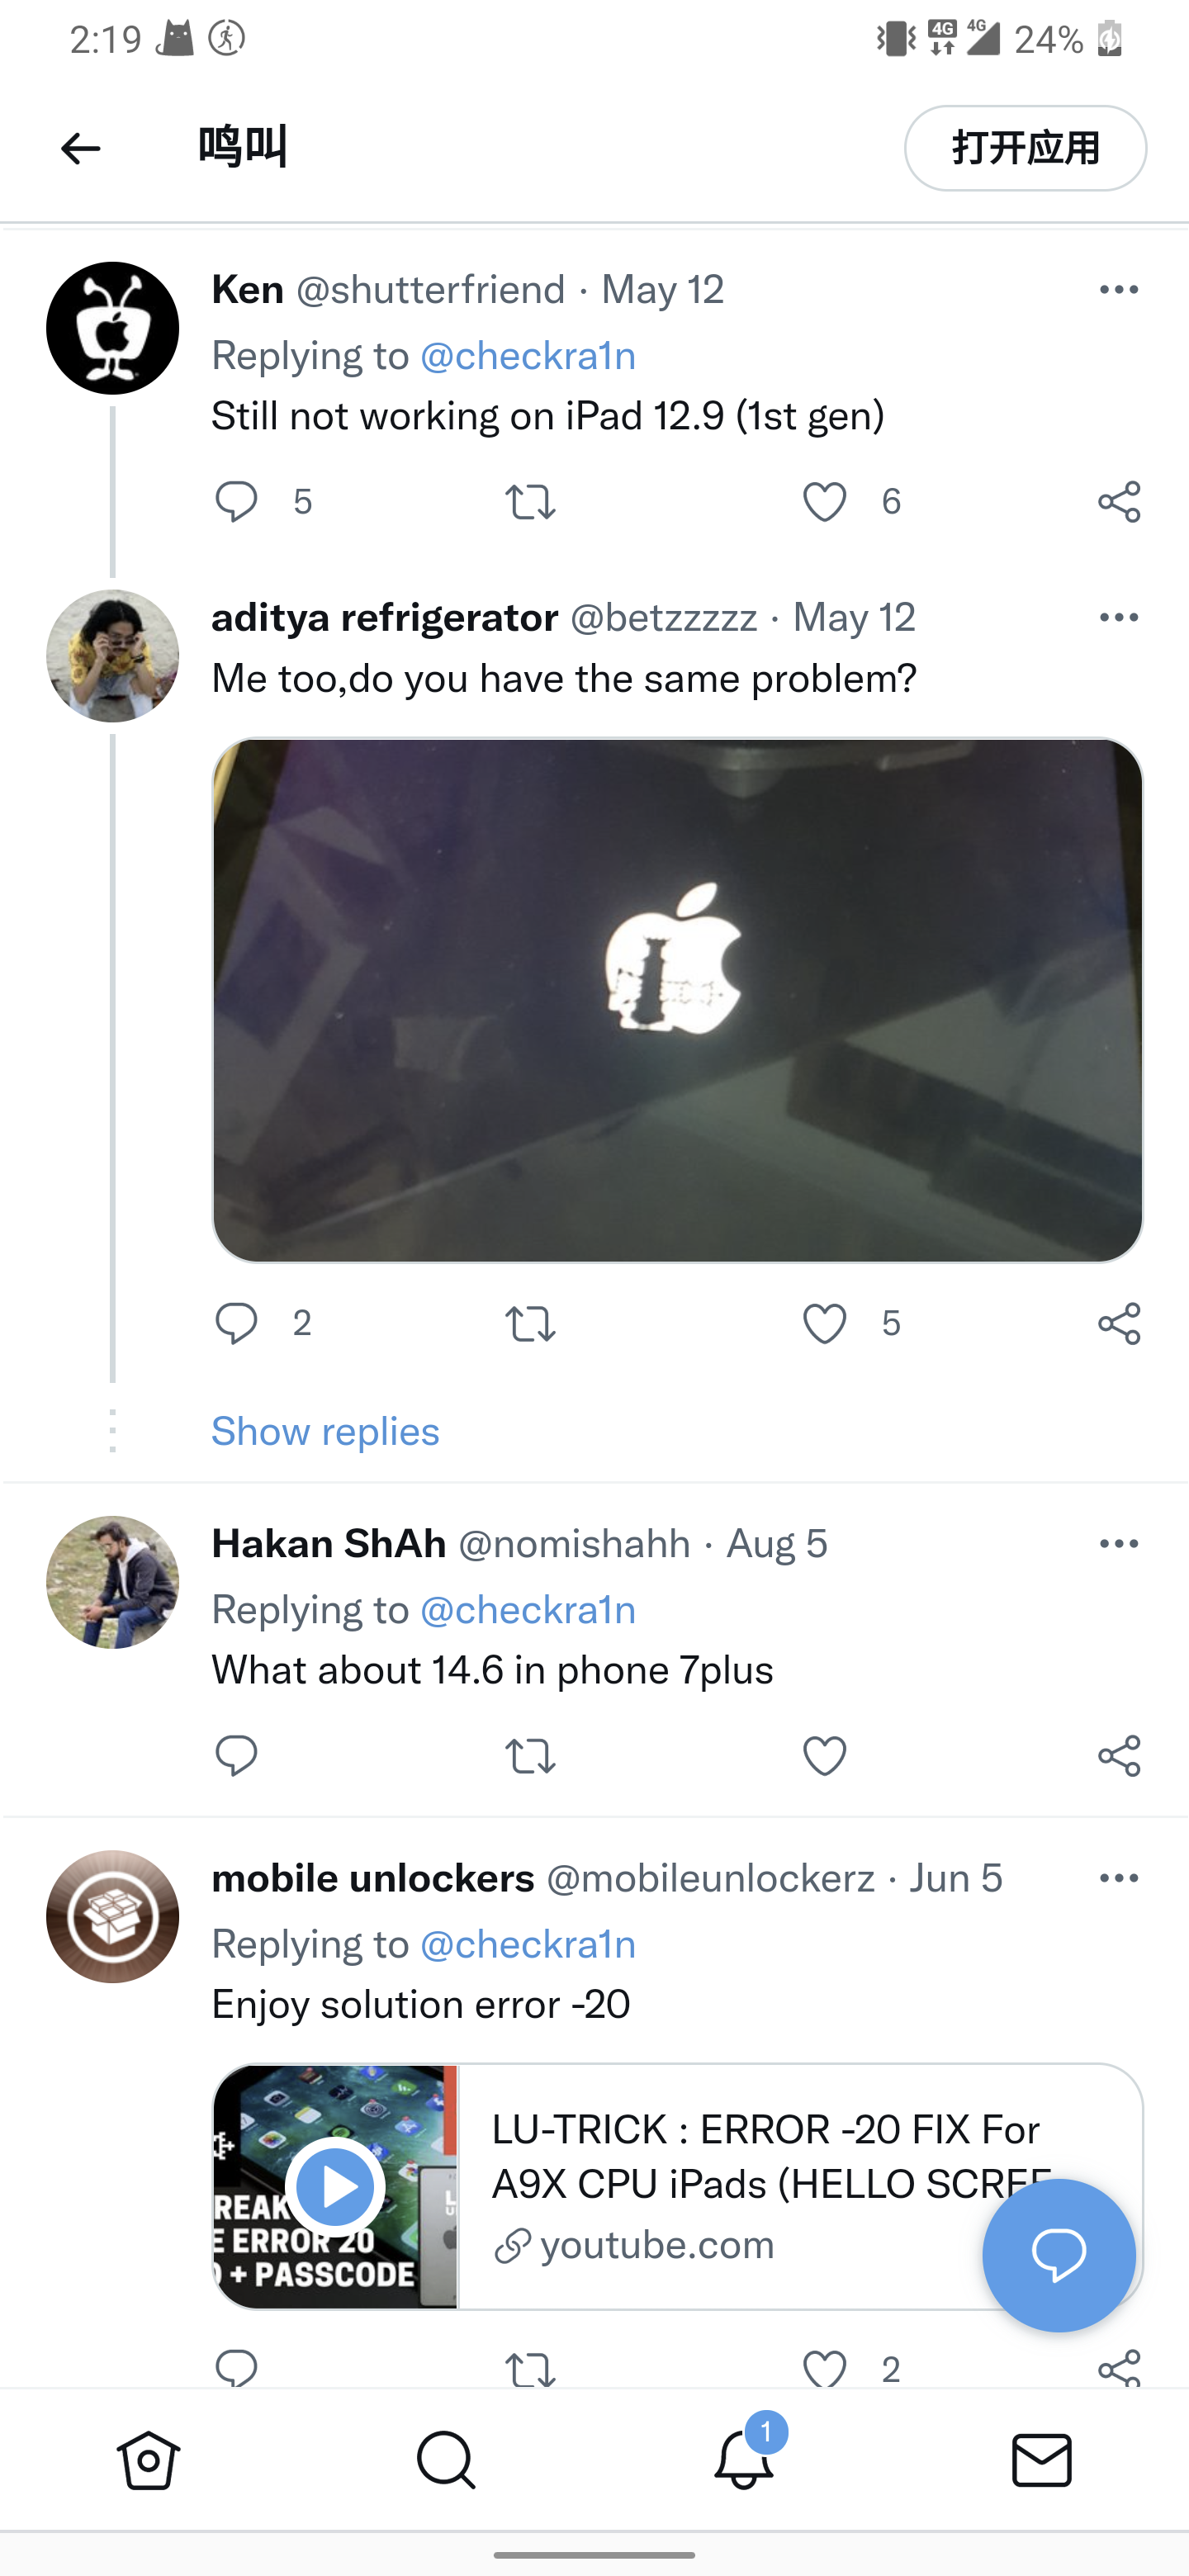 2:19 4G 4G 24%
鸣叫 打开应用
Ken @shutterfriend · May 12
Replying to @checkra1n
Still not working on iPad 12.9 (1st gen)
5 6
aditya refrigerator @betzzzzz · May 12
Me too,do you have the same problem?
2 5
Show replies
Hakan ShAh @nomishahh · Aug 5
Replying to @checkra1n
What about 14.6 in phone 7plus
mobile unlockers @mobileunlockerz · Jun 5
Replying to @checkra1n
Enjoy solution error -20
REAK
E ERROR 20
+ PASSCODE
LU-TRICK : ERROR -20 FIX For
A9X CPU iPads (HELLO SCREE
youtube.com
2
1